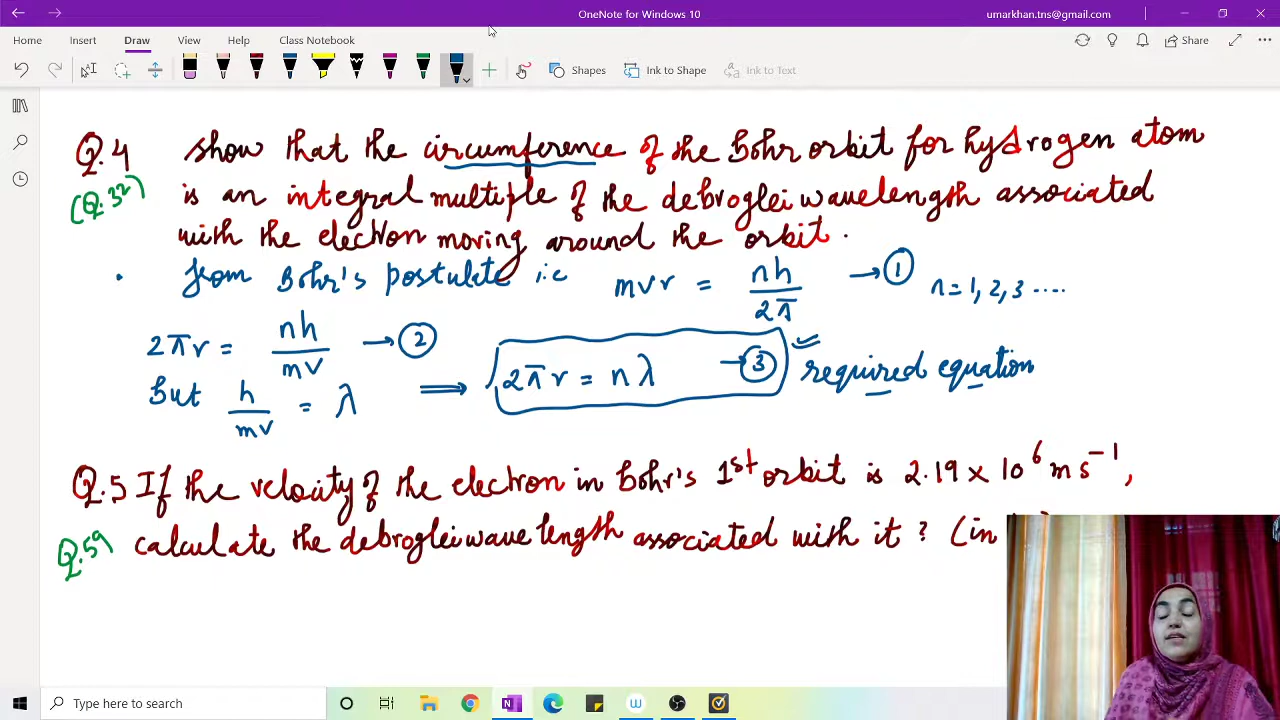 OneNote for Windows 10
umarkhan.tns@gmail.com
Home Insert Draw View Help Class Notebook
Share
Shapes Ink to Shape Ink to Text
Q.4 show that the circumference of the Bohr orbit for hydrogen atom
(Q.32) is an integral multiple of the debroglei wavelength associated
with the electron moving around the orbit.
from Bohr's postulate i.e mvr = nh/2π → ① n = 1, 2, 3 ....
2πr = nh/mv → ②
But h/mv = λ ⟹ 2πr = nλ → ③ required equation
Q.5 If the velocity of the electron in Bohr's 1st orbit is 2.19 × 10⁶ ms⁻¹,
Q.59 calculate the debroglei wave length associated with it ? (in
Type here to search